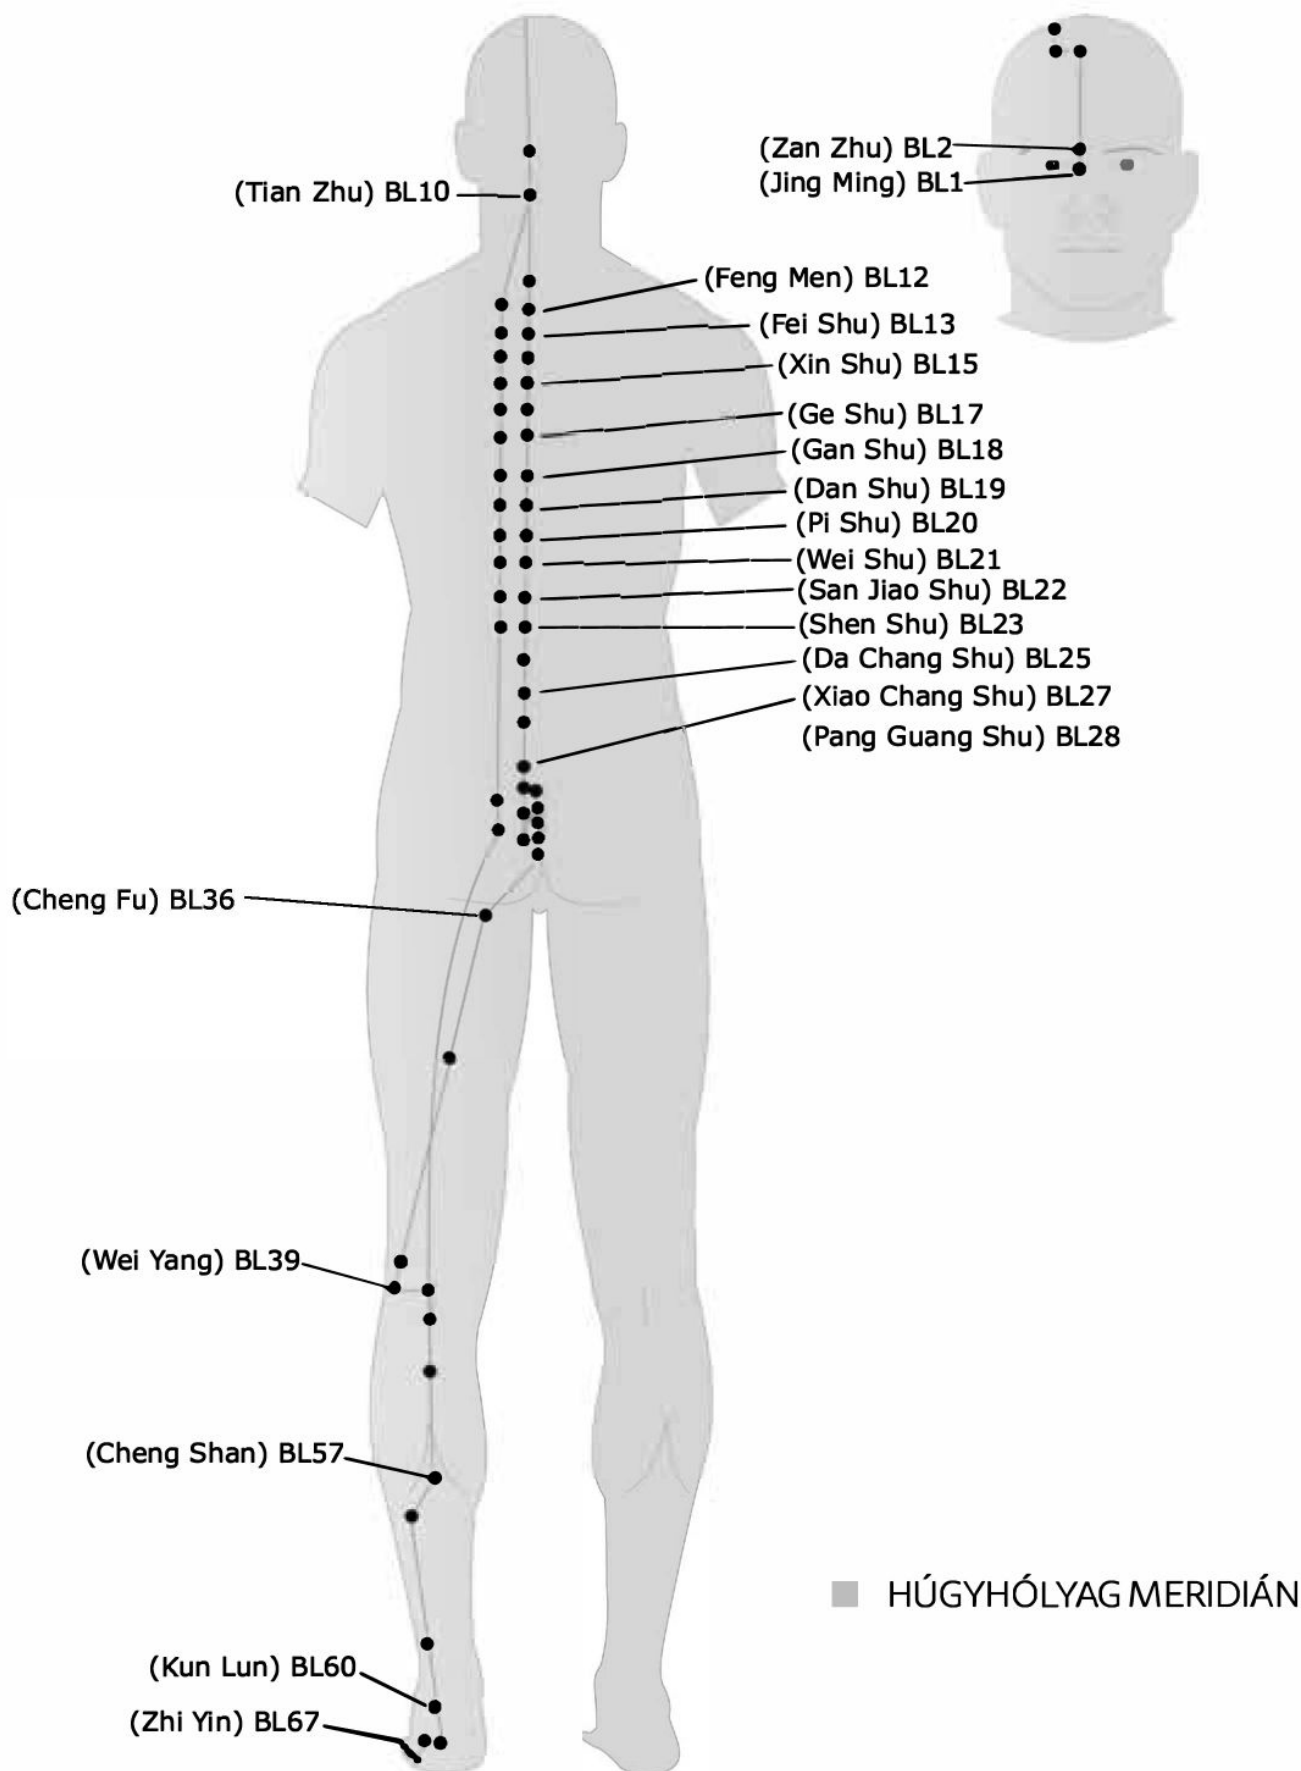 (Zan Zhu) BL2
(Jing Ming) BL1
(Tian Zhu) BL10
(Feng Men) BL12
(Fei Shu) BL13
(Xin Shu) BL15
(Ge Shu) BL17
(Gan Shu) BL18
(Dan Shu) BL19
(Pi Shu) BL20
(Wei Shu) BL21
(San Jiao Shu) BL22
(Shen Shu) BL23
(Da Chang Shu) BL25
(Xiao Chang Shu) BL27
(Pang Guang Shu) BL28
(Cheng Fu) BL36
(Wei Yang) BL39
(Cheng Shan) BL57
HÚGYHÓLYAG MERIDIÁN
(Kun Lun) BL60
(Zhi Yin) BL67